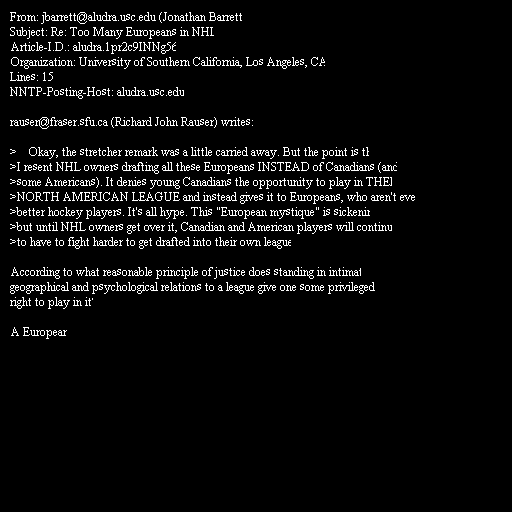 From: jbarrett@aludra.usc.edu (Jonathan Barrett
Subject: Re: Too Many Europeans in NHL
Article-I.D.: aludra.1pr2c9INNg56
Organization: University of Southern California, Los Angeles, CA
Lines: 15
NNTP-Posting-Host: aludra.usc.edu
rauser@fraser.sfu.ca (Richard John Rauser) writes:
> Okay, the stretcher remark was a little carried away. But the point is th
>I resent NHL owners drafting all these Europeans INSTEAD of Canadians (and
>some Americans). It denies young Canadians the opportunity to play in THEI
>NORTH AMERICAN LEAGUE and instead gives it to Europeans, who aren't eve
>better hockey players. It's all hype. This "European mystique" is sickenin
>but until NHL owners get over it, Canadian and American players will continu
>to have to fight harder to get drafted into their own league
According to what reasonable principle of justice does standing in intimat
geographical and psychological relations to a league give one some privileged
right to play in it
A European